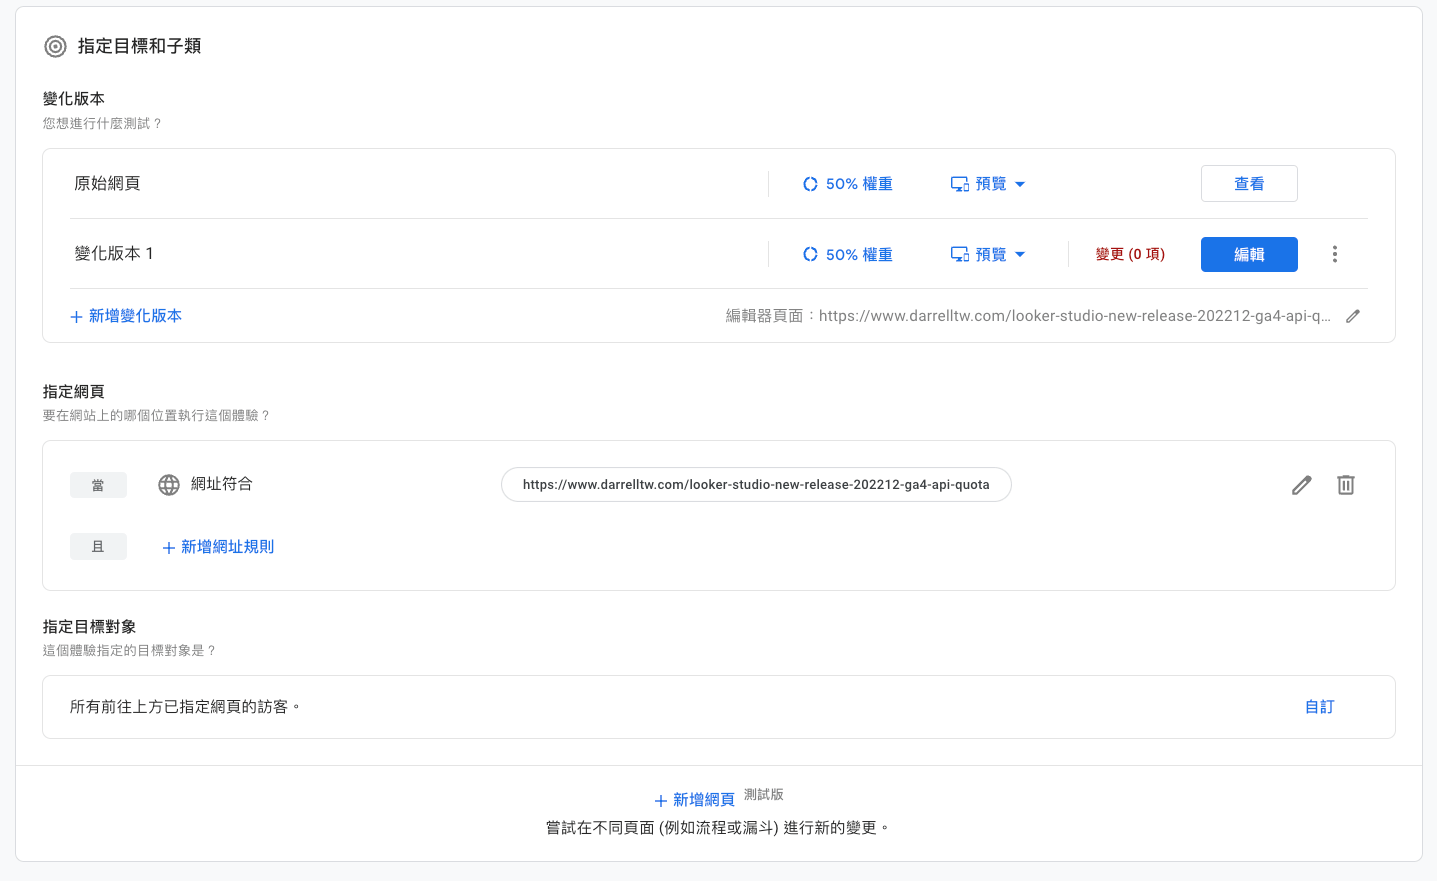 指定目標和子類
變化版本
您想進行什麼測試？
原始網頁 50% 權重 預覽 查看
變化版本 1 50% 權重 預覽 變更 (0 項) 編輯
+ 新增變化版本 編輯器頁面：https://www.darrelltw.com/looker-studio-new-release-202212-ga4-api-q...
指定網頁
要在網站上的哪個位置執行這個體驗？
當 網址符合 https://www.darrelltw.com/looker-studio-new-release-202212-ga4-api-quota
且 + 新增網址規則
指定目標對象
這個體驗指定的目標對象是？
所有前往上方已指定網頁的訪客。 自訂
+ 新增網頁 測試版
嘗試在不同頁面 (例如流程或漏斗) 進行新的變更。